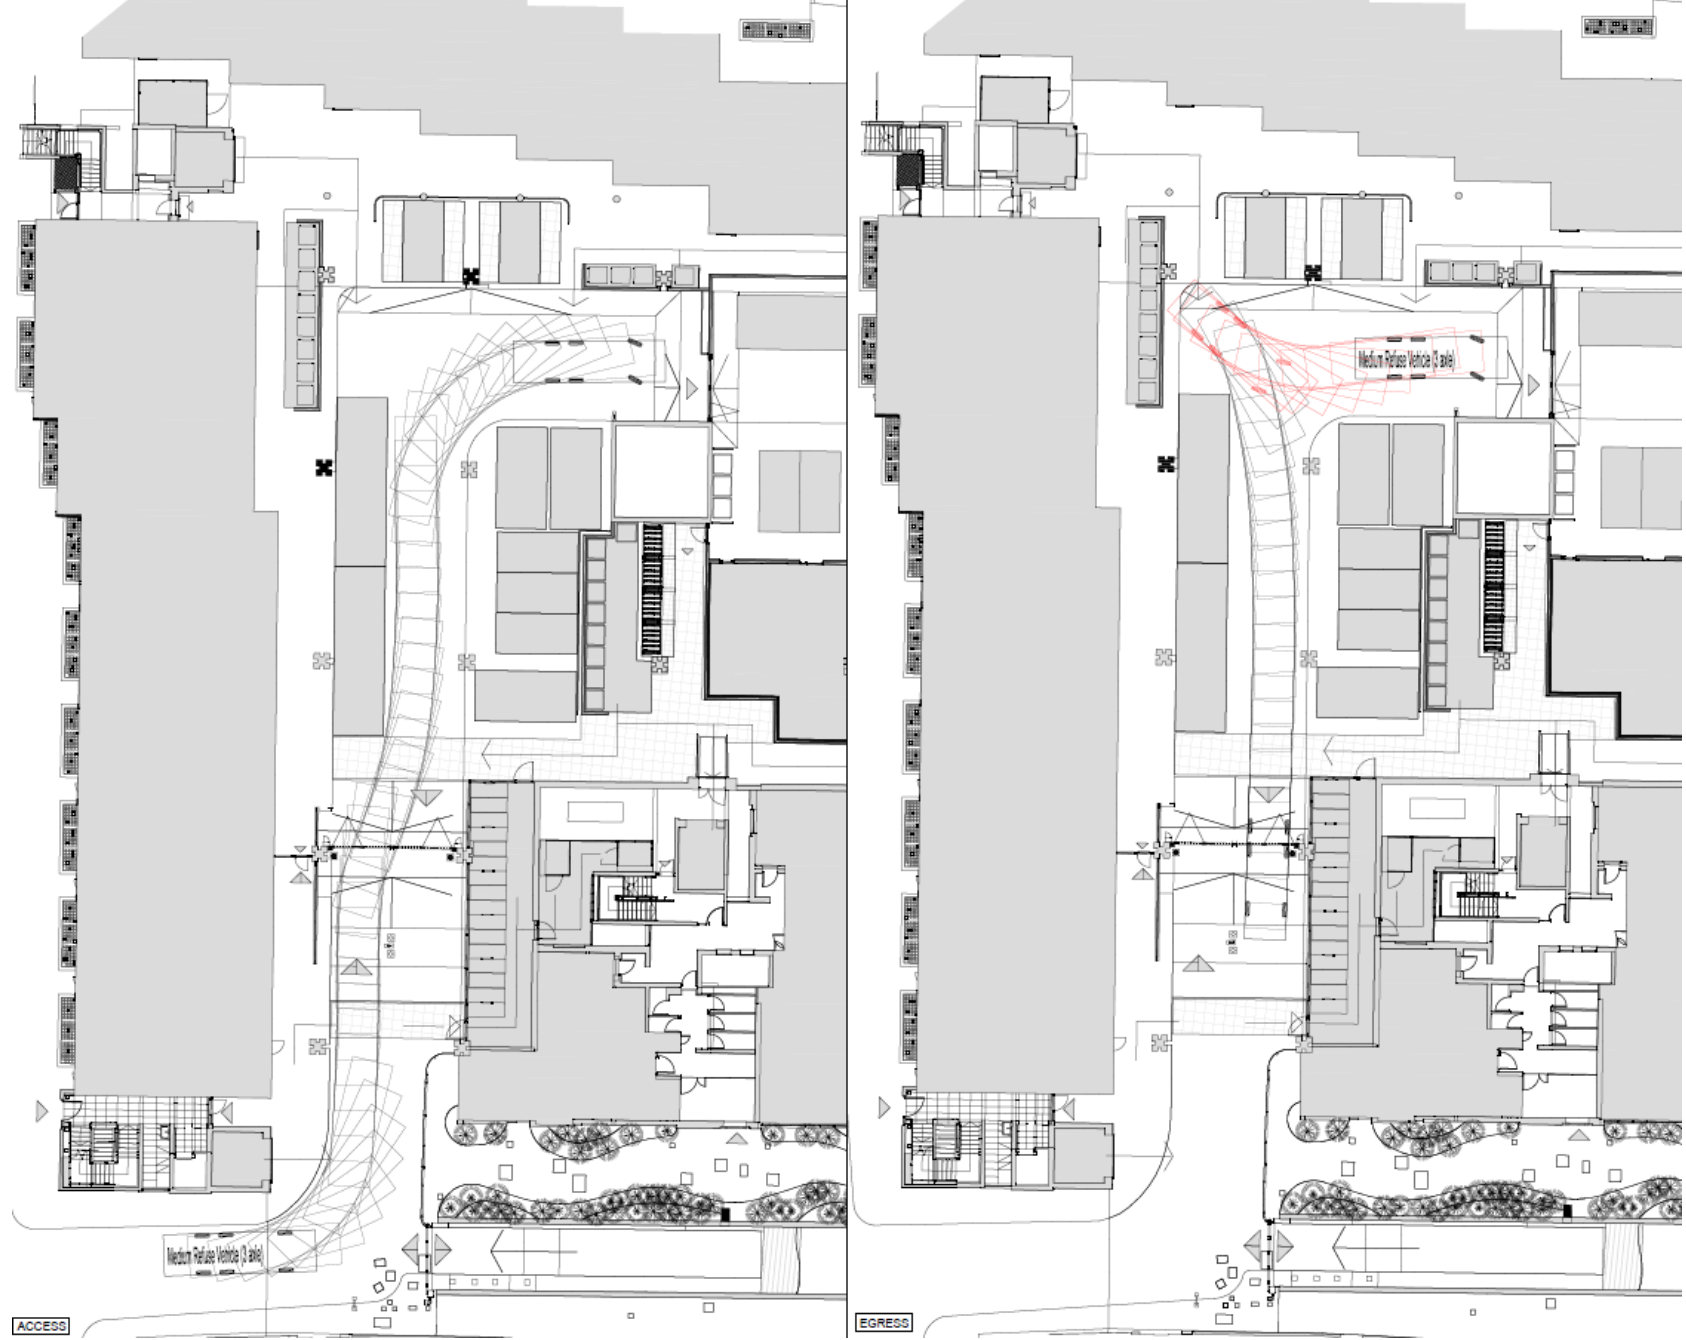 Medium Refuse Vehicle (3 axle)
Medium Refuse Vehicle (3 axle)
ACCESS
EGRESS